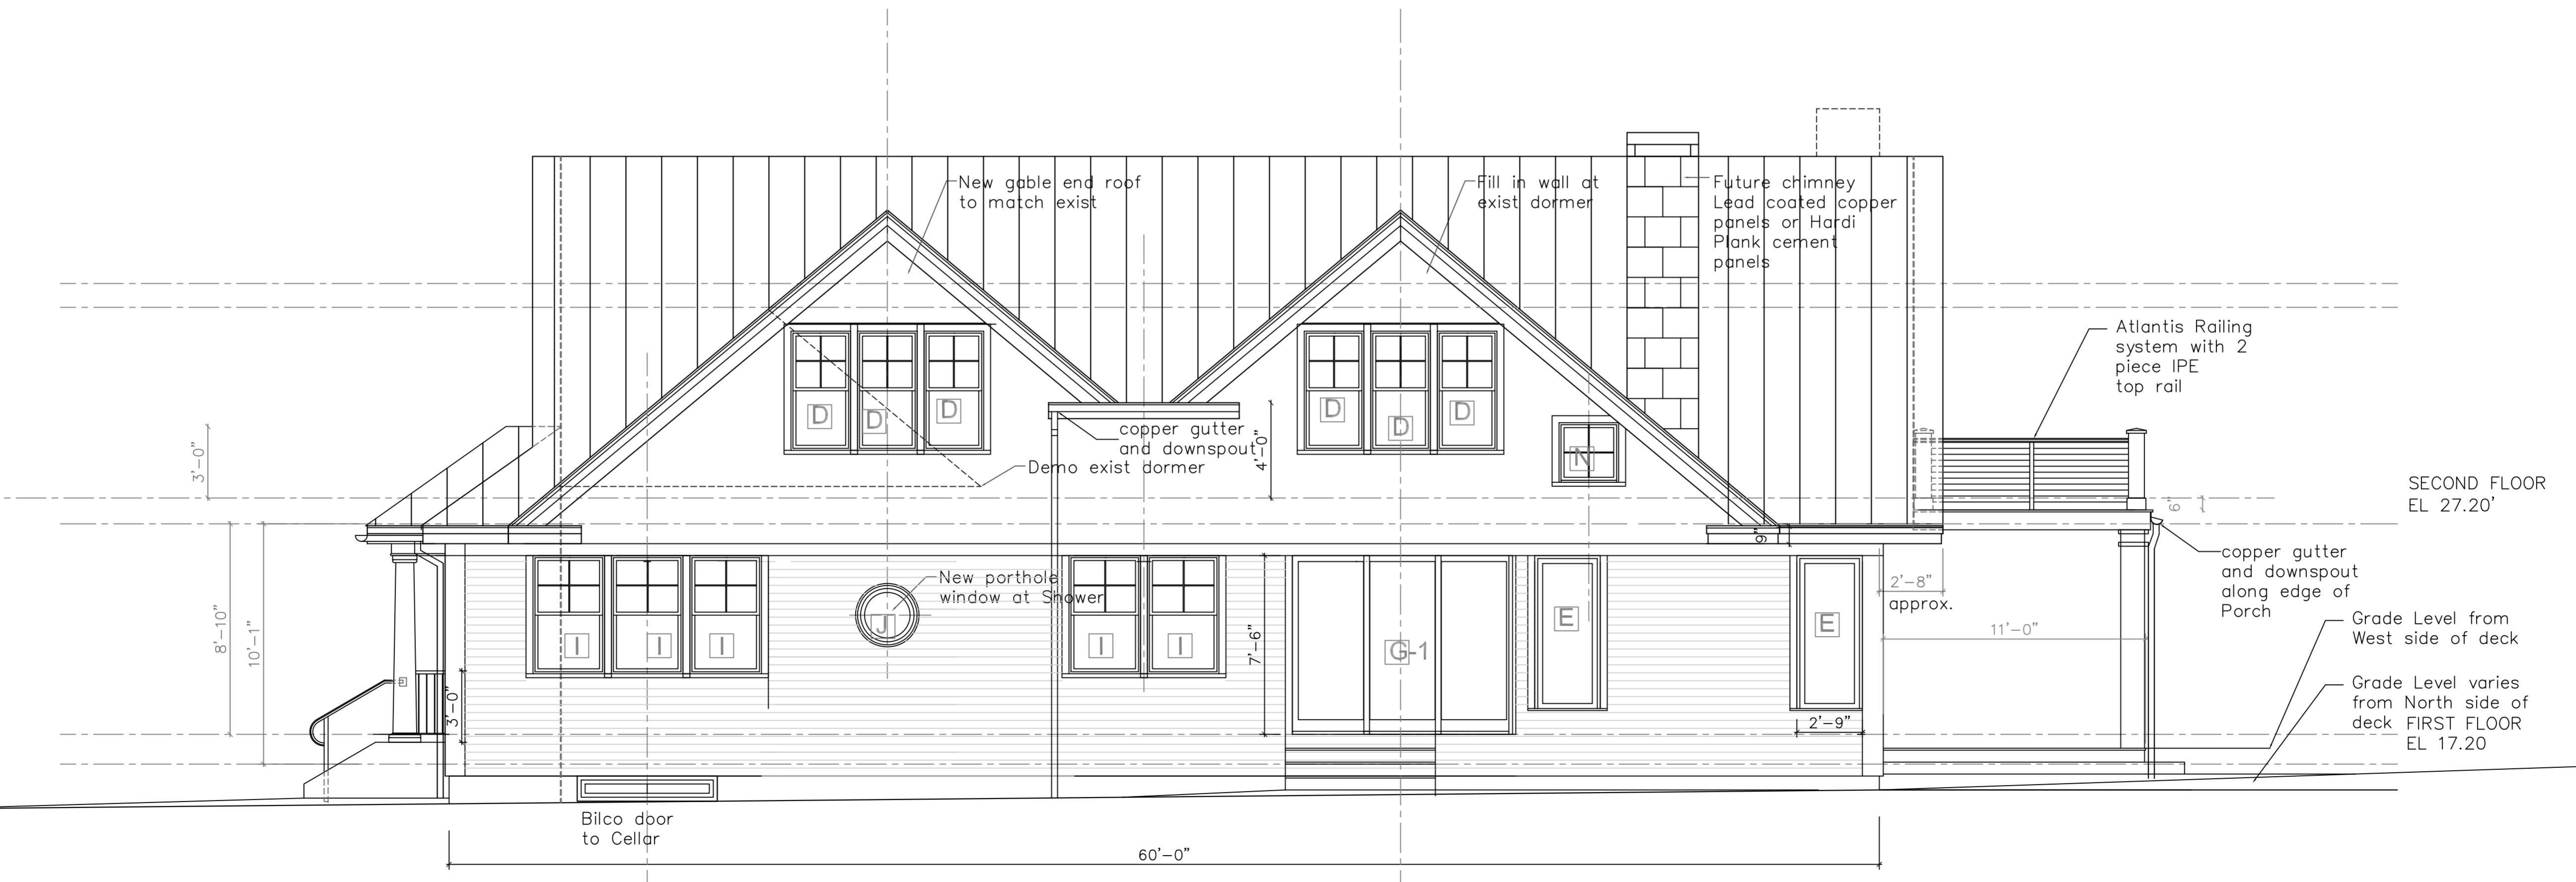 New gable end roof
to match exist
Fill in wall at
exist dormer
Future chimney
Lead coated copper
panels or Hardi
Plank cement
panels
Atlantis Railing
system with 2
piece IPE
top rail
D
D
D
D
D
D
N
copper gutter
and downspout
4'-0"
Demo exist dormer
3'-0"
SECOND FLOOR
EL 27.20'
6"
9"
copper gutter
and downspout
along edge of
Porch
New porthole
window at Shower
2'-8"
approx.
8'-10"
10'-1"
3'-0"
I
I
I
J
I
I
7'-6"
G-1
E
E
11'-0"
Grade Level from
West side of deck
Grade Level varies
from North side of
deck
FIRST FLOOR
EL 17.20
2'-9"
Bilco door
to Cellar
60'-0"